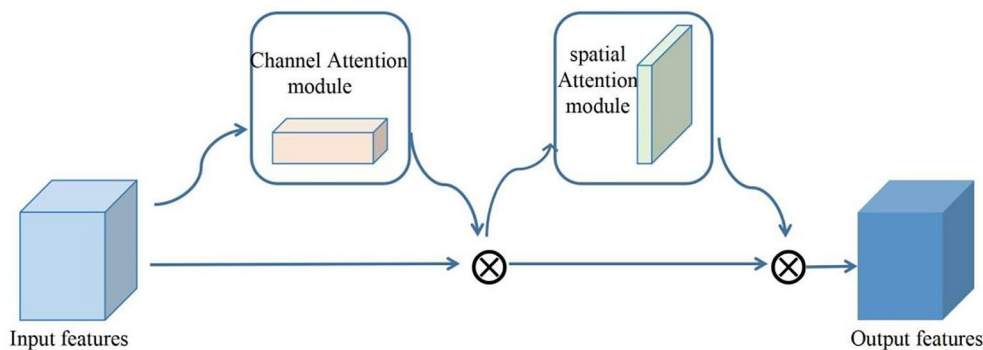 Channel Attention
module
spatial
Attention
module
Input features
Output features